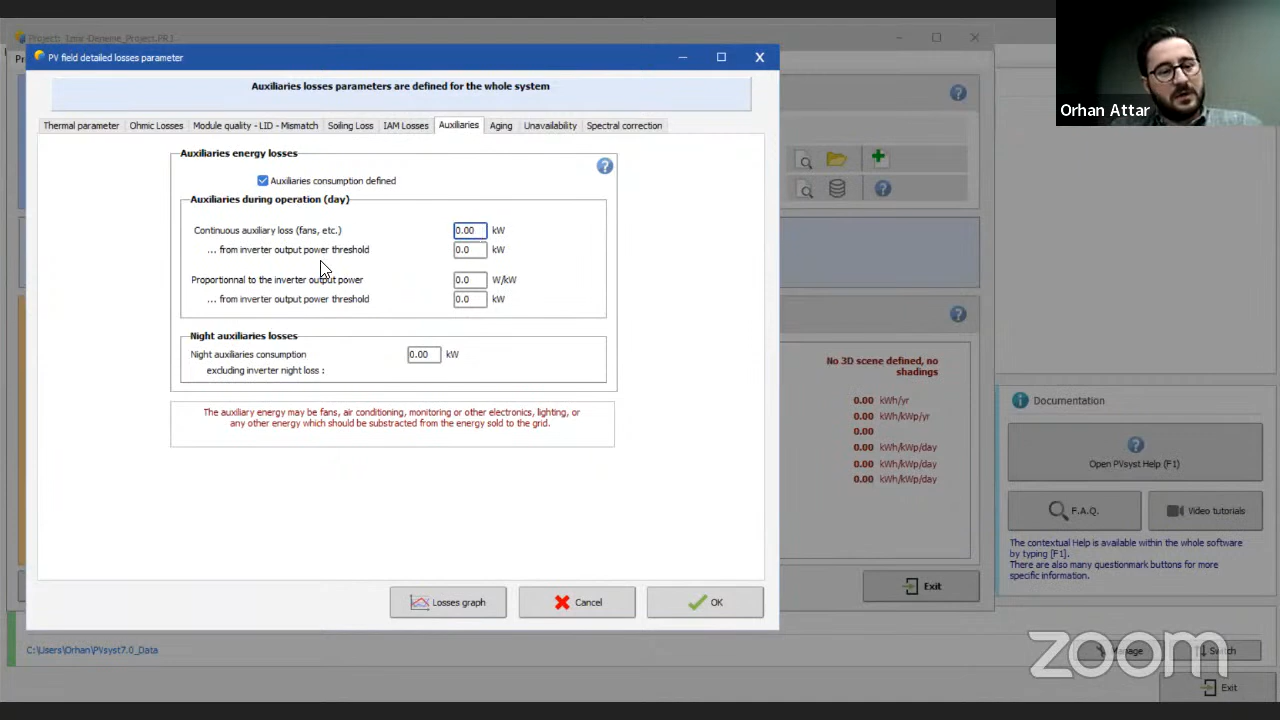 Project: Izmir-Deneme_Project.PRJ
PV field detailed losses parameter
Auxiliaries losses parameters are defined for the whole system
Thermal parameter
Ohmic Losses
Module quality - LID - Mismatch
Soiling Loss
IAM Losses
Auxiliaries
Aging
Unavailability
Spectral correction
Auxiliaries energy losses
Auxiliaries consumption defined
Auxiliaries during operation (day)
Continuous auxiliary loss (fans, etc.) 0.00 kW
... from inverter output power threshold 0.0 kW
Proportionnal to the inverter output power 0.0 W/kW
... from inverter output power threshold 0.0 kW
Night auxiliaries losses
Night auxiliaries consumption 0.00 kW
excluding inverter night loss :
The auxiliary energy may be fans, air conditioning, monitoring or other electronics, lighting, or
any other energy which should be substracted from the energy sold to the grid.
Losses graph
Cancel
OK
No 3D scene defined, no
shadings
0.00 kWh/yr
0.00 kWh/kWp/yr
0.00
0.00 kWh/kWp/day
0.00 kWh/kWp/day
0.00 kWh/kWp/day
Exit
Orhan Attar
Documentation
Open PVsyst Help (F1)
F.A.Q.
Video tutorials
The contextual Help is available within the whole software
by typing [F1].
There are also many questionmark buttons for more
specific information.
C:\Users\Orhan\PVsyst7.0_Data
Manage
Switch
zoom
Exit